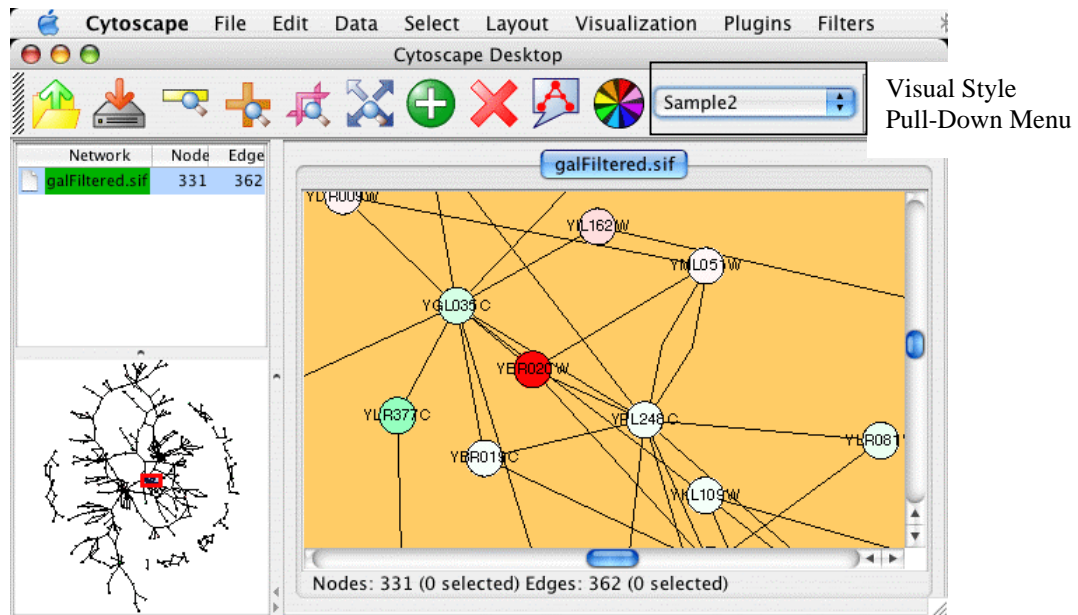 Cytoscape File Edit Data Select Layout Visualization Plugins Filters
Cytoscape Desktop
Sample2
Visual Style
Pull-Down Menu
Network Node Edge
galFiltered.sif 331 362
galFiltered.sif
YIL162W
YML051W
YGL035C
YBR020W
YLR377C
YBR019C
YLR081
YKL109W
Nodes: 331 (0 selected) Edges: 362 (0 selected)